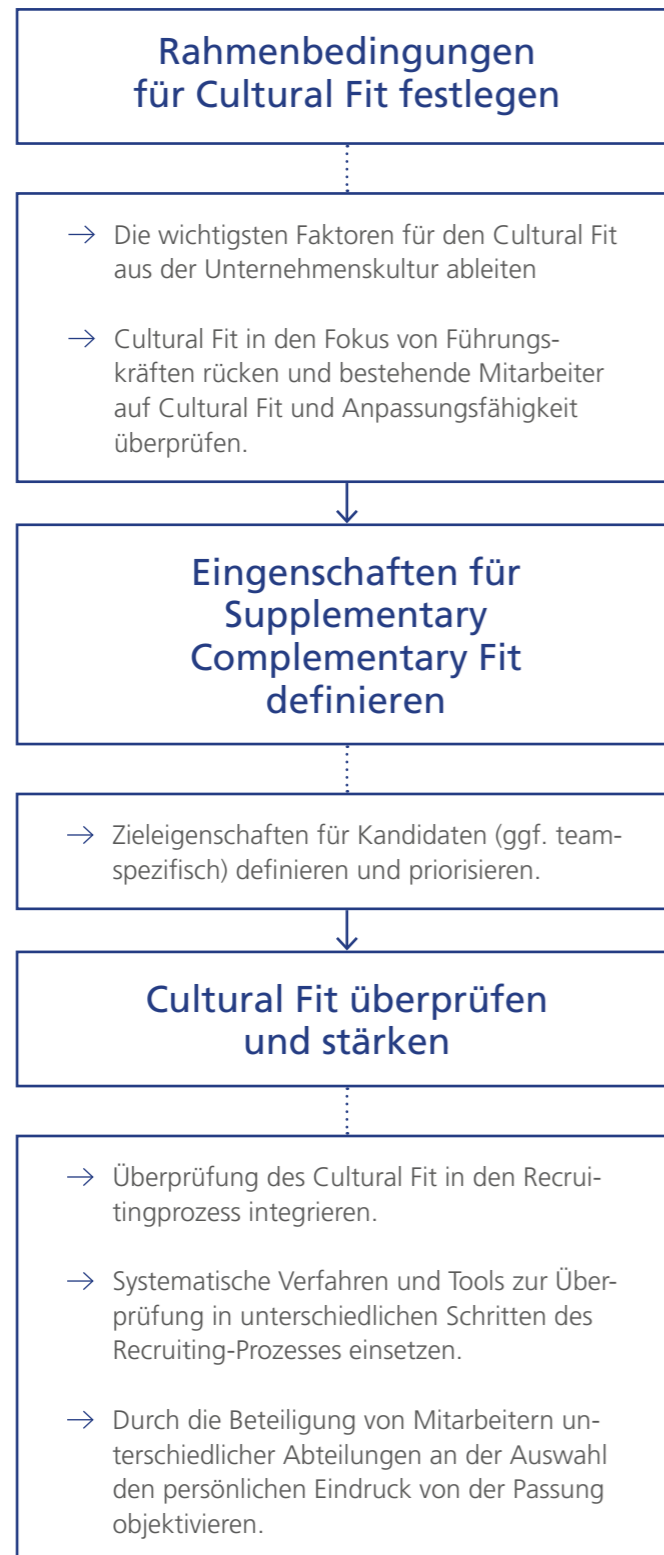 Rahmenbedingungen
für Cultural Fit festlegen
→ Die wichtigsten Faktoren für den Cultural Fit
aus der Unternehmenskultur ableiten
→ Cultural Fit in den Fokus von Führungs-
kräften rücken und bestehende Mitarbeiter
auf Cultural Fit und Anpassungsfähigkeit
überprüfen.
Eingenschaften für
Supplementary
Complementary Fit
definieren
→ Zieleigenschaften für Kandidaten (ggf. team-
spezifisch) definieren und priorisieren.
Cultural Fit überprüfen
und stärken
→ Überprüfung des Cultural Fit in den Recrui-
tingprozess integrieren.
→ Systematische Verfahren und Tools zur Über-
prüfung in unterschiedlichen Schritten des
Recruiting-Prozesses einsetzen.
→ Durch die Beteiligung von Mitarbeitern un-
terschiedlicher Abteilungen an der Auswahl
den persönlichen Eindruck von der Passung
objektivieren.